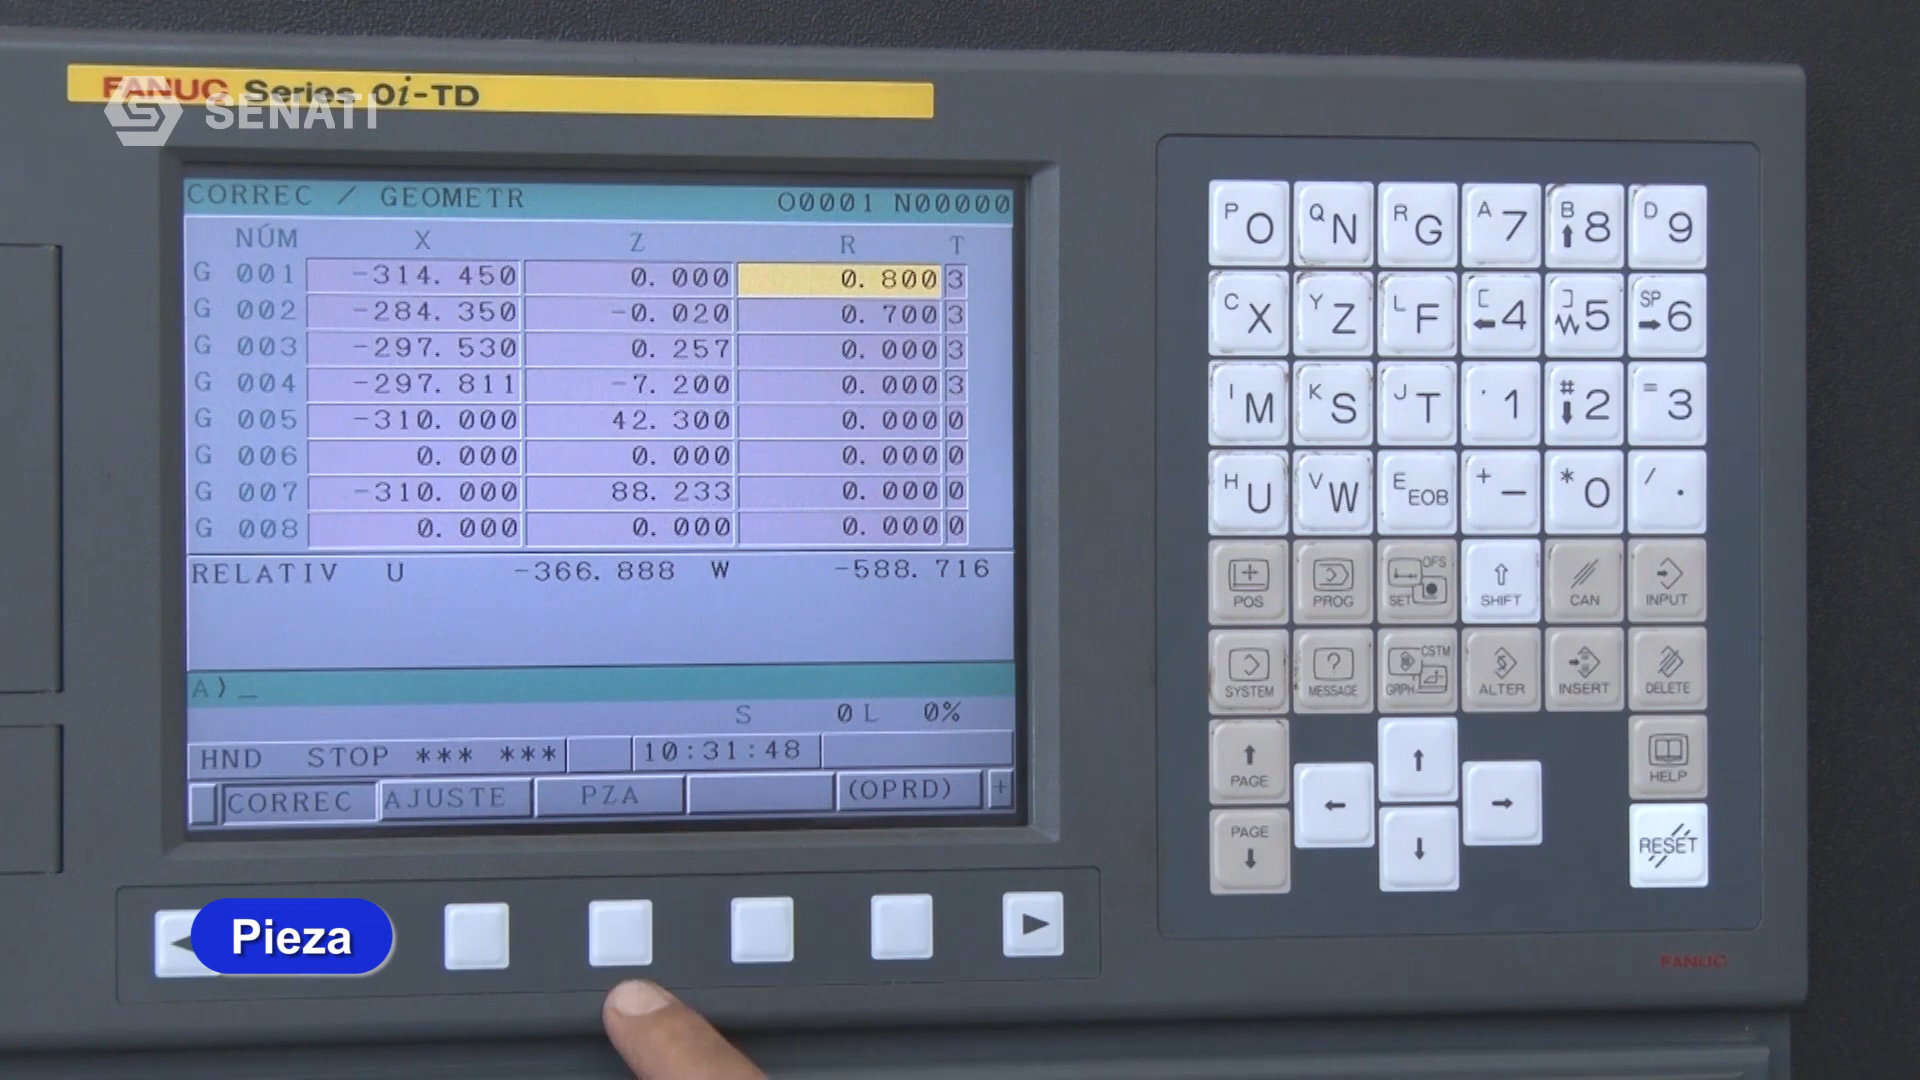 FANUC Series 0i-TD
SENATI
CORREC / GEOMETR O0001 N00000
NÚM X Z R T
G 001 -314.450 0.000 0.800 3
G 002 -284.350 -0.020 0.700 3
G 003 -297.530 0.257 0.000 3
G 004 -297.811 -7.200 0.000 3
G 005 -310.000 42.300 0.000 0
G 006 0.000 0.000 0.000 0
G 007 -310.000 88.233 0.000 0
G 008 0.000 0.000 0.000 0
RELATIV U -366.888 W -588.716
A)_
S 0 L 0%
HND STOP *** *** 10:31:48
CORREC AJUSTE PZA (OPRD) +
Pieza
P O Q N R G A 7 B 8 D 9
C X Y Z L F [ 4 ] 5 SP 6
I M K S J T , 1 # 2 = 3
H U V W E EOB + - * 0 / .
POS PROG OFS SET SHIFT CAN INPUT
SYSTEM MESSAGE CSTM GRPH ALTER INSERT DELETE
PAGE HELP
PAGE RESET
FANUC